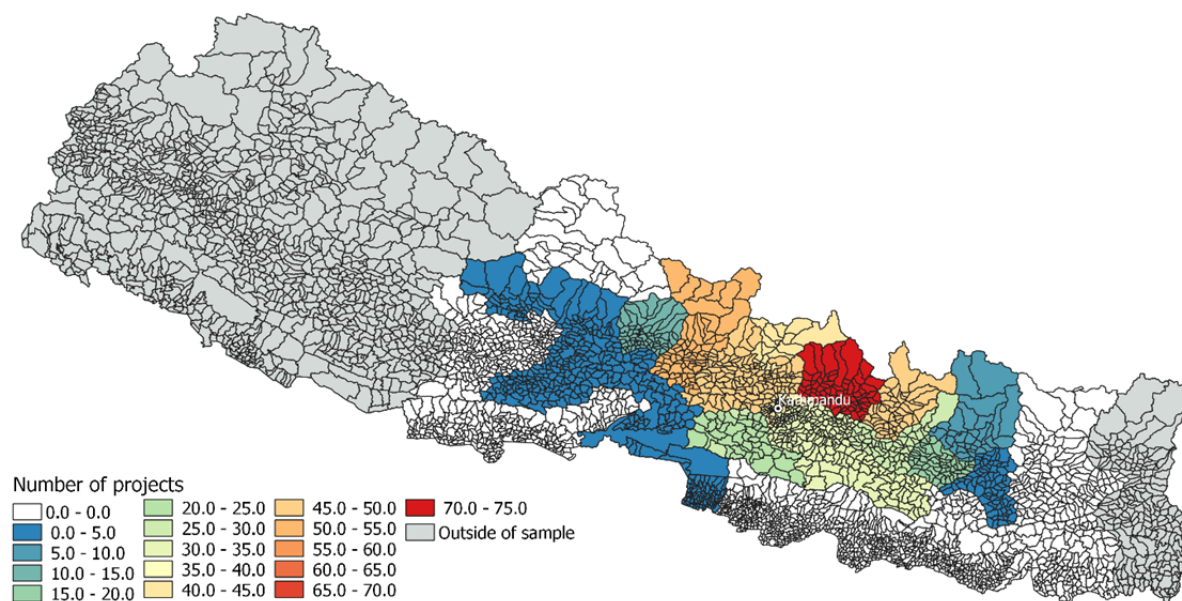 Kathmandu
Number of projects
0.0 - 0.0
0.0 - 5.0
5.0 - 10.0
10.0 - 15.0
15.0 - 20.0
20.0 - 25.0
25.0 - 30.0
30.0 - 35.0
35.0 - 40.0
40.0 - 45.0
45.0 - 50.0
50.0 - 55.0
55.0 - 60.0
60.0 - 65.0
65.0 - 70.0
70.0 - 75.0
Outside of sample